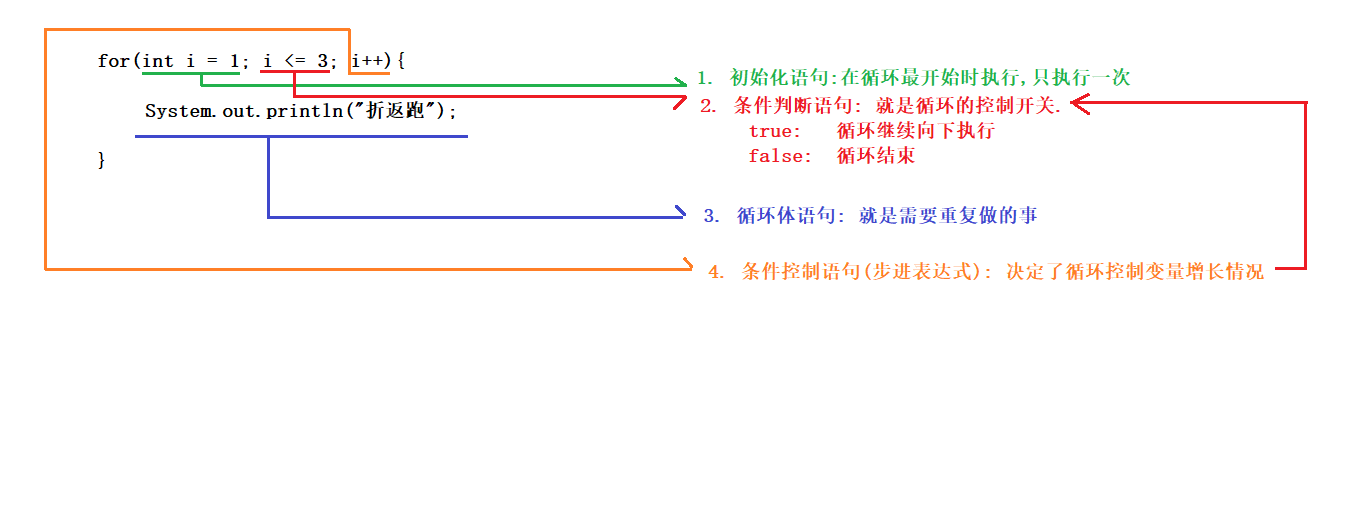 for(int i = 1; i <= 3; i++){
System.out.println("折返跑");
}
1. 初始化语句:在循环最开始时执行,只执行一次
2. 条件判断语句: 就是循环的控制开关.
true: 循环继续向下执行
false: 循环结束
3. 循环体语句: 就是需要重复做的事
4. 条件控制语句(步进表达式): 决定了循环控制变量增长情况